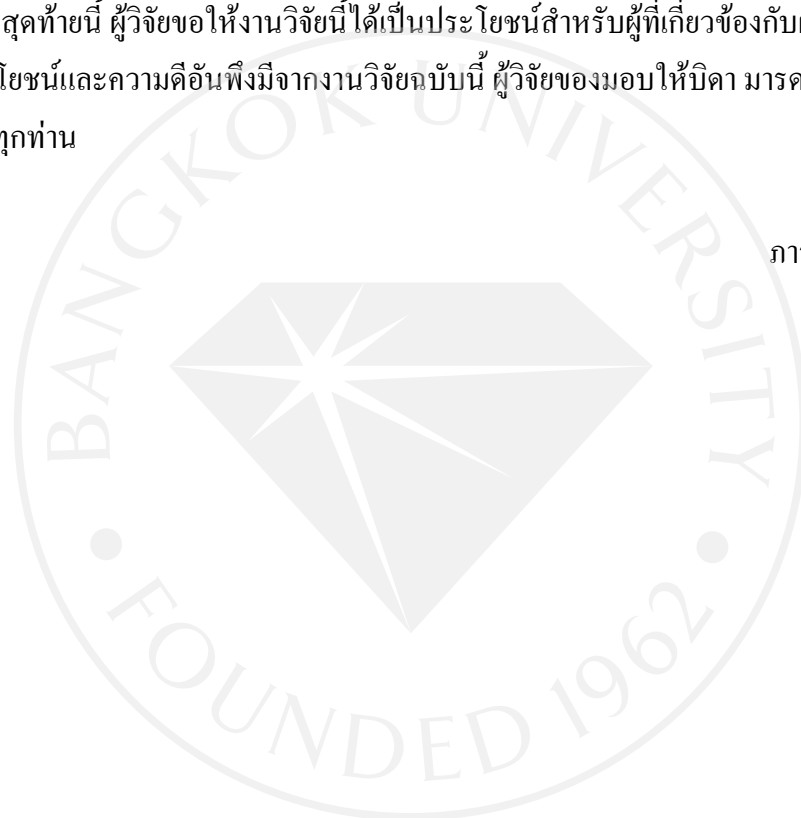 สุดท้ายนี้ ผู้วิจัยขอให้งานวิจัยนี้ได้เป็นประโยชน์สำหรับผู้ที่เกี่ยวข้องกับ
โยชน์และความดีอันพึงมีจากงานวิจัยฉบับนี้ ผู้วิจัยของมอบให้บิดา มารด
ทุกท่าน
BANGKOK UNIVERSITY
FOUNDED 1962